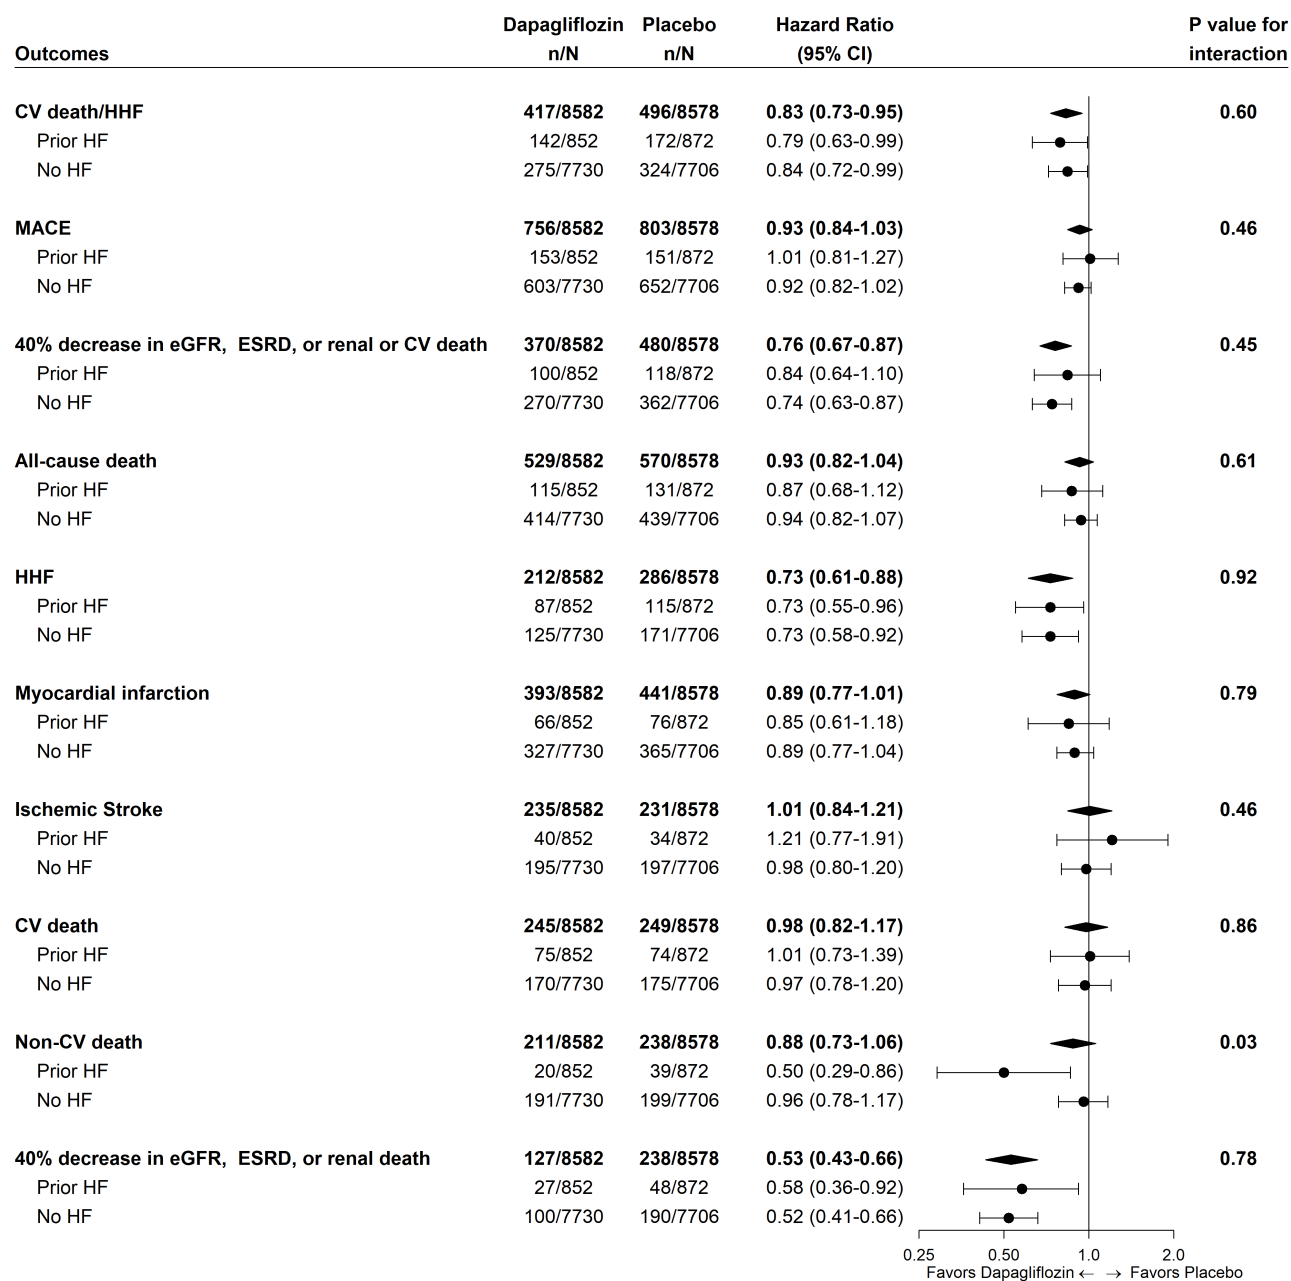 Dapagliflozin Placebo Hazard Ratio P value for
Outcomes n/N n/N (95% CI) interaction
CV death/HHF 417/8582 496/8578 0.83 (0.73-0.95) 0.60
Prior HF 142/852 172/872 0.79 (0.63-0.99)
No HF 275/7730 324/7706 0.84 (0.72-0.99)
MACE 756/8582 803/8578 0.93 (0.84-1.03) 0.46
Prior HF 153/852 151/872 1.01 (0.81-1.27)
No HF 603/7730 652/7706 0.92 (0.82-1.02)
40% decrease in eGFR, ESRD, or renal or CV death 370/8582 480/8578 0.76 (0.67-0.87) 0.45
Prior HF 100/852 118/872 0.84 (0.64-1.10)
No HF 270/7730 362/7706 0.74 (0.63-0.87)
All-cause death 529/8582 570/8578 0.93 (0.82-1.04) 0.61
Prior HF 115/852 131/872 0.87 (0.68-1.12)
No HF 414/7730 439/7706 0.94 (0.82-1.07)
HHF 212/8582 286/8578 0.73 (0.61-0.88) 0.92
Prior HF 87/852 115/872 0.73 (0.55-0.96)
No HF 125/7730 171/7706 0.73 (0.58-0.92)
Myocardial infarction 393/8582 441/8578 0.89 (0.77-1.01) 0.79
Prior HF 66/852 76/872 0.85 (0.61-1.18)
No HF 327/7730 365/7706 0.89 (0.77-1.04)
Ischemic Stroke 235/8582 231/8578 1.01 (0.84-1.21) 0.46
Prior HF 40/852 34/872 1.21 (0.77-1.91)
No HF 195/7730 197/7706 0.98 (0.80-1.20)
CV death 245/8582 249/8578 0.98 (0.82-1.17) 0.86
Prior HF 75/852 74/872 1.01 (0.73-1.39)
No HF 170/7730 175/7706 0.97 (0.78-1.20)
Non-CV death 211/8582 238/8578 0.88 (0.73-1.06) 0.03
Prior HF 20/852 39/872 0.50 (0.29-0.86)
No HF 191/7730 199/7706 0.96 (0.78-1.17)
40% decrease in eGFR, ESRD, or renal death 127/8582 238/8578 0.53 (0.43-0.66) 0.78
Prior HF 27/852 48/872 0.58 (0.36-0.92)
No HF 100/7730 190/7706 0.52 (0.41-0.66)
0.25 0.50 1.0 2.0
Favors Dapagliflozin ← → Favors Placebo